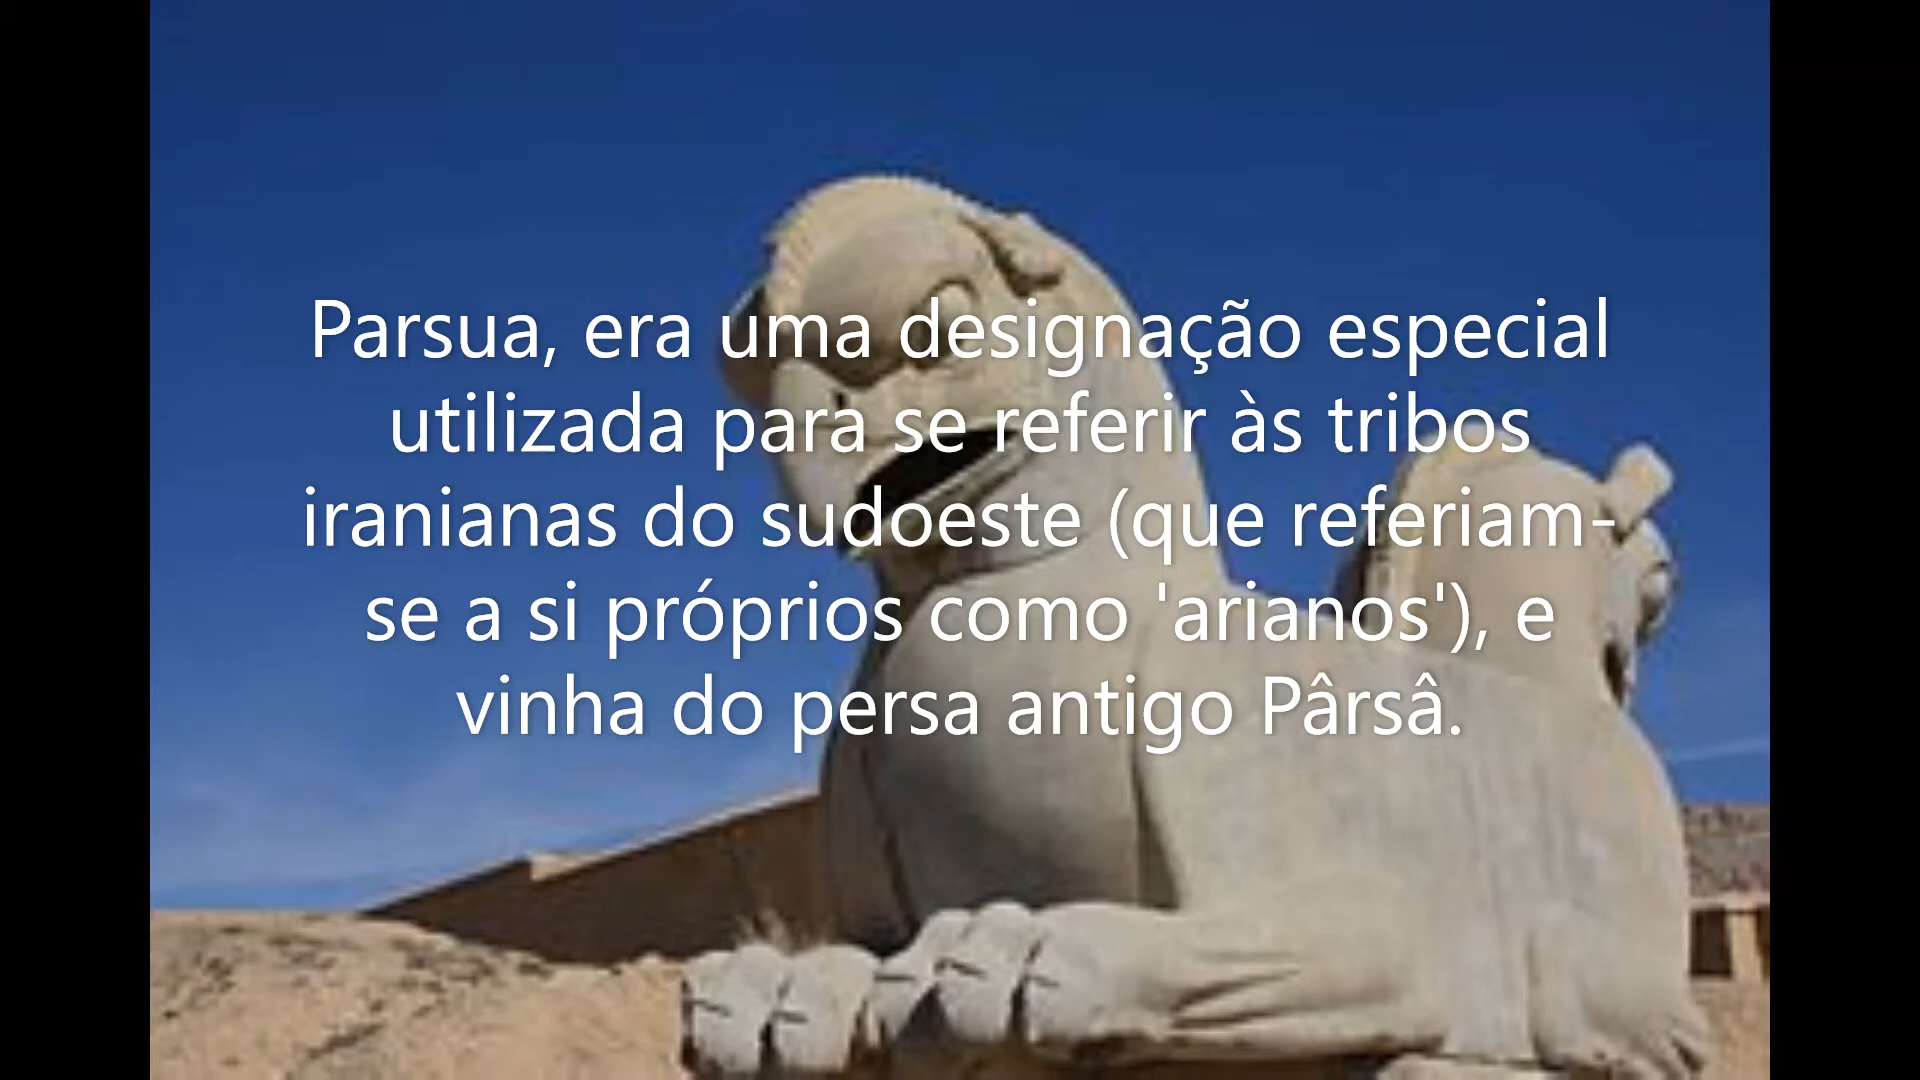 Parsua, era uma designação especial
utilizada para se referir às tribos
iranianas do sudoeste (que referiam-
se a si próprios como 'arianos'), e
vinha do persa antigo Pârsâ.